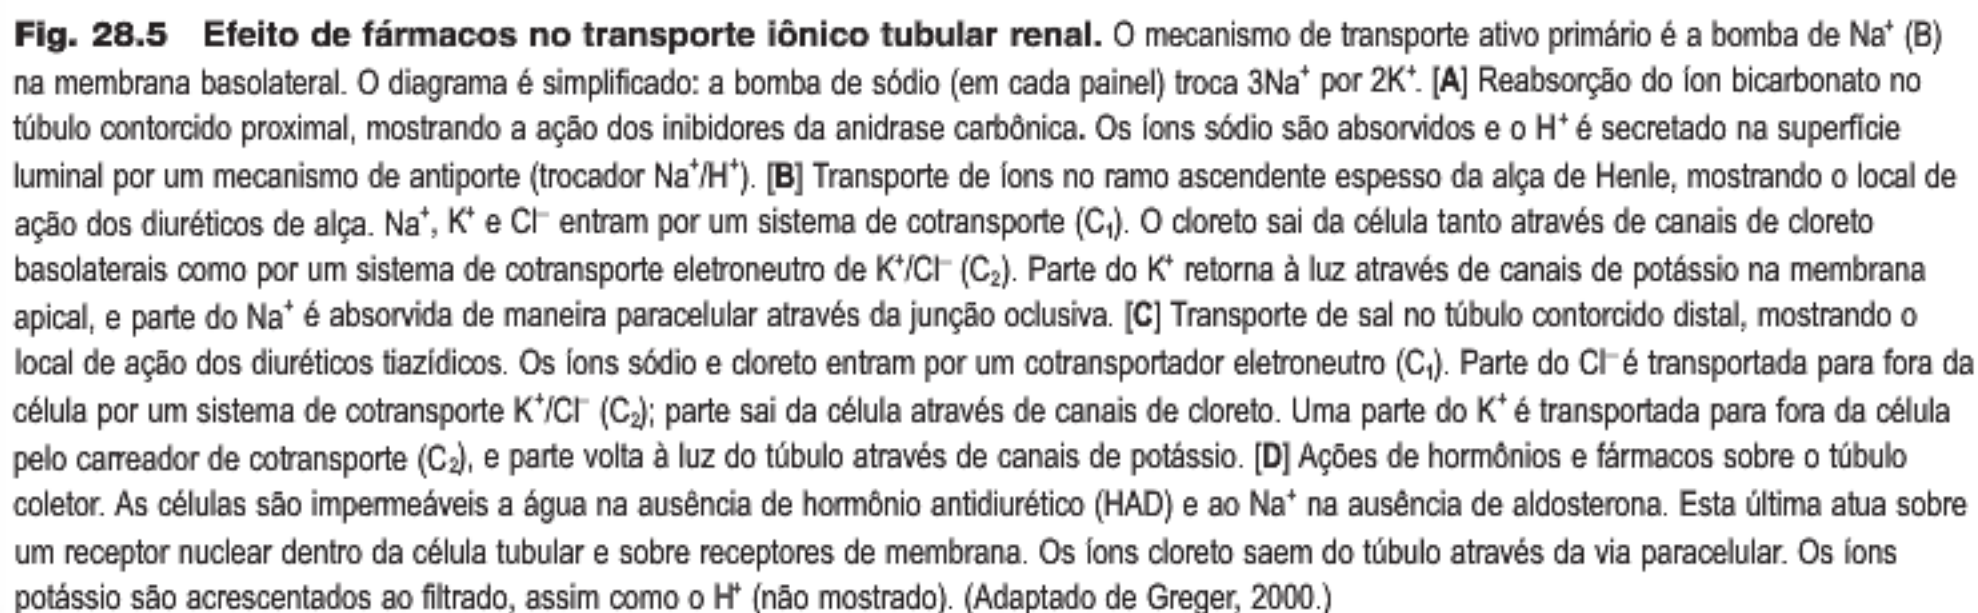 Fig. 28.5 Efeito de fármacos no transporte iônico tubular renal. O mecanismo de transporte ativo primário é a bomba de Na⁺ (B)
na membrana basolateral. O diagrama é simplificado: a bomba de sódio (em cada painel) troca 3Na⁺ por 2K⁺. [A] Reabsorção do íon bicarbonato no
túbulo contorcido proximal, mostrando a ação dos inibidores da anidrase carbônica. Os íons sódio são absorvidos e o H⁺ é secretado na superfície
luminal por um mecanismo de antiporte (trocador Na⁺/H⁺). [B] Transporte de íons no ramo ascendente espesso da alça de Henle, mostrando o local de
ação dos diuréticos de alça. Na⁺, K⁺ e Cl⁻ entram por um sistema de cotransporte (C₁). O cloreto sai da célula tanto através de canais de cloreto
basolaterais como por um sistema de cotransporte eletroneutro de K⁺/Cl⁻ (C₂). Parte do K⁺ retorna à luz através de canais de potássio na membrana
apical, e parte do Na⁺ é absorvida de maneira paracelular através da junção oclusiva. [C] Transporte de sal no túbulo contorcido distal, mostrando o
local de ação dos diuréticos tiazídicos. Os íons sódio e cloreto entram por um cotransportador eletroneutro (C₁). Parte do Cl⁻ é transportada para fora da
célula por um sistema de cotransporte K⁺/Cl⁻ (C₂); parte sai da célula através de canais de cloreto. Uma parte do K⁺ é transportada para fora da célula
pelo carreador de cotransporte (C₂), e parte volta à luz do túbulo através de canais de potássio. [D] Ações de hormônios e fármacos sobre o túbulo
coletor. As células são impermeáveis a água na ausência de hormônio antidiurético (HAD) e ao Na⁺ na ausência de aldosterona. Esta última atua sobre
um receptor nuclear dentro da célula tubular e sobre receptores de membrana. Os íons cloreto saem do túbulo através da via paracelular. Os íons
potássio são acrescentados ao filtrado, assim como o H⁺ (não mostrado). (Adaptado de Greger, 2000.)